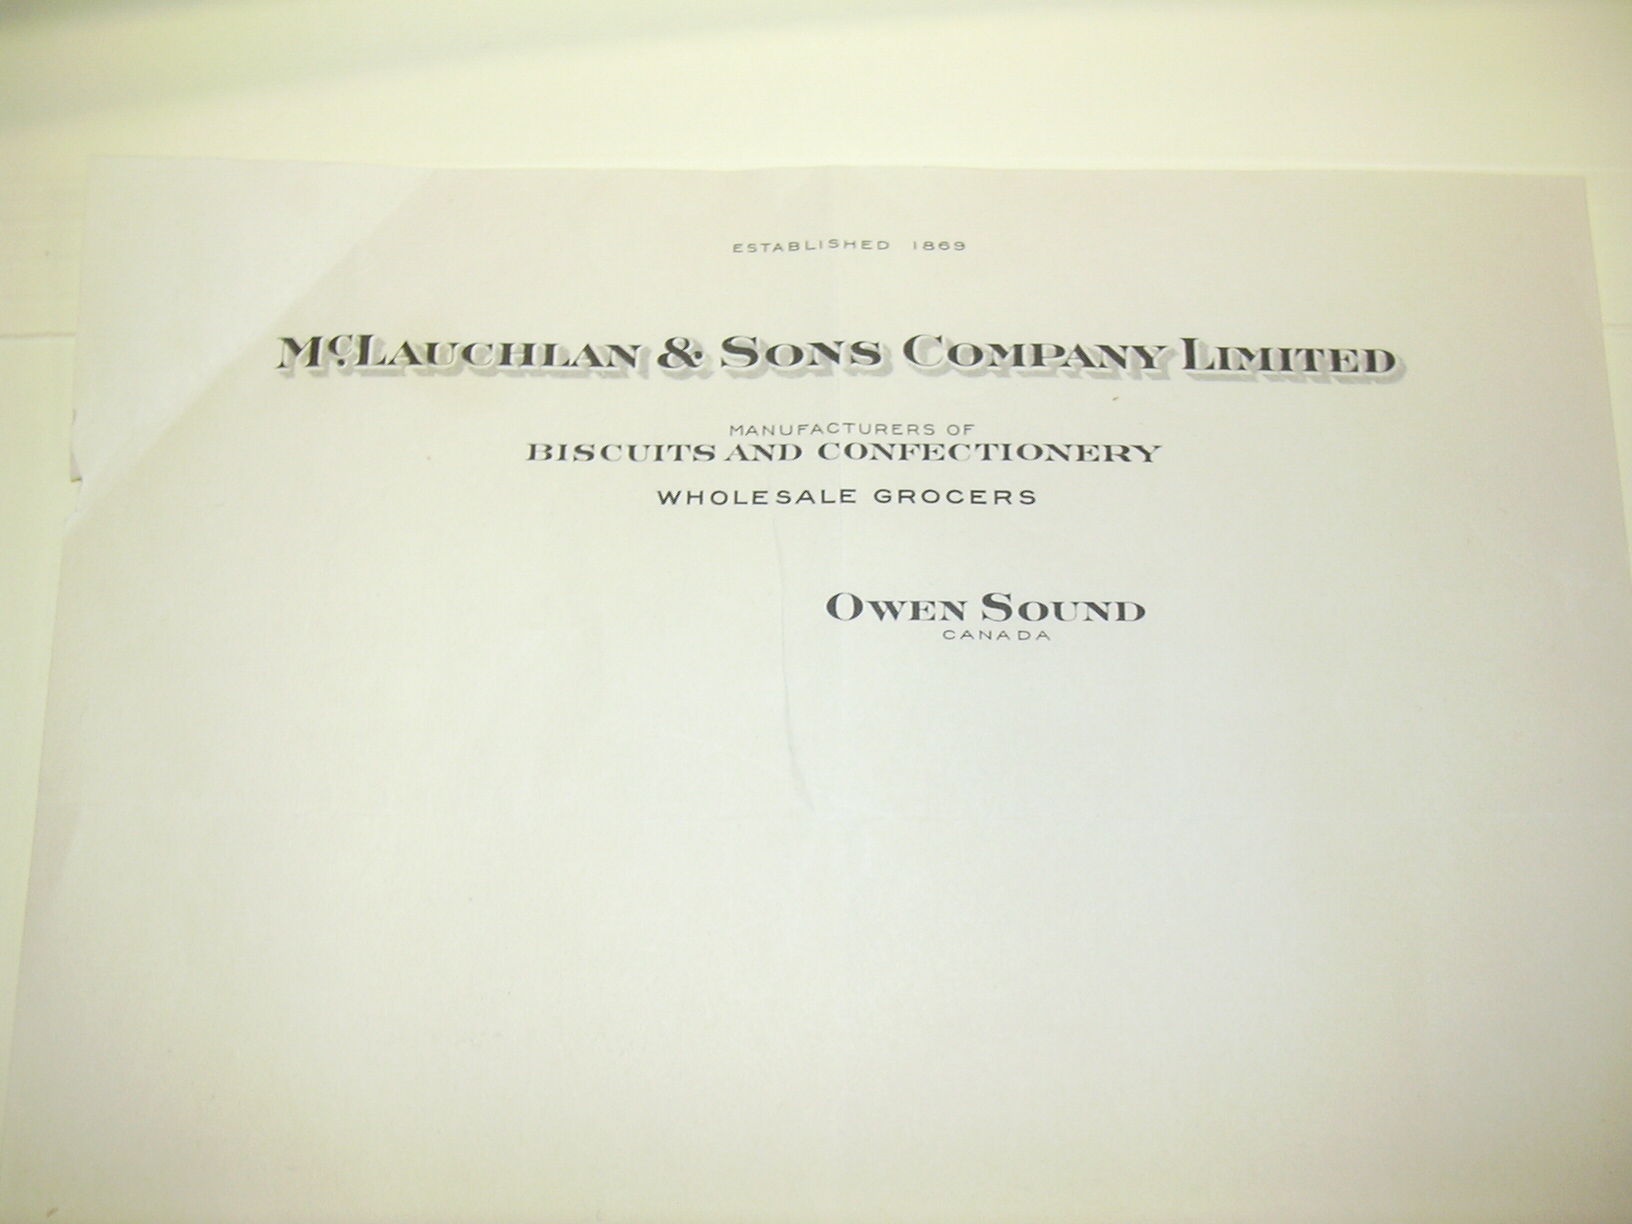 ESTABLISHED 1869
McLAUCHLAN & SONS COMPANY LIMITED
MANUFACTURERS OF
BISCUITS AND CONFECTIONERY
WHOLESALE GROCERS
OWEN SOUND
CANADA